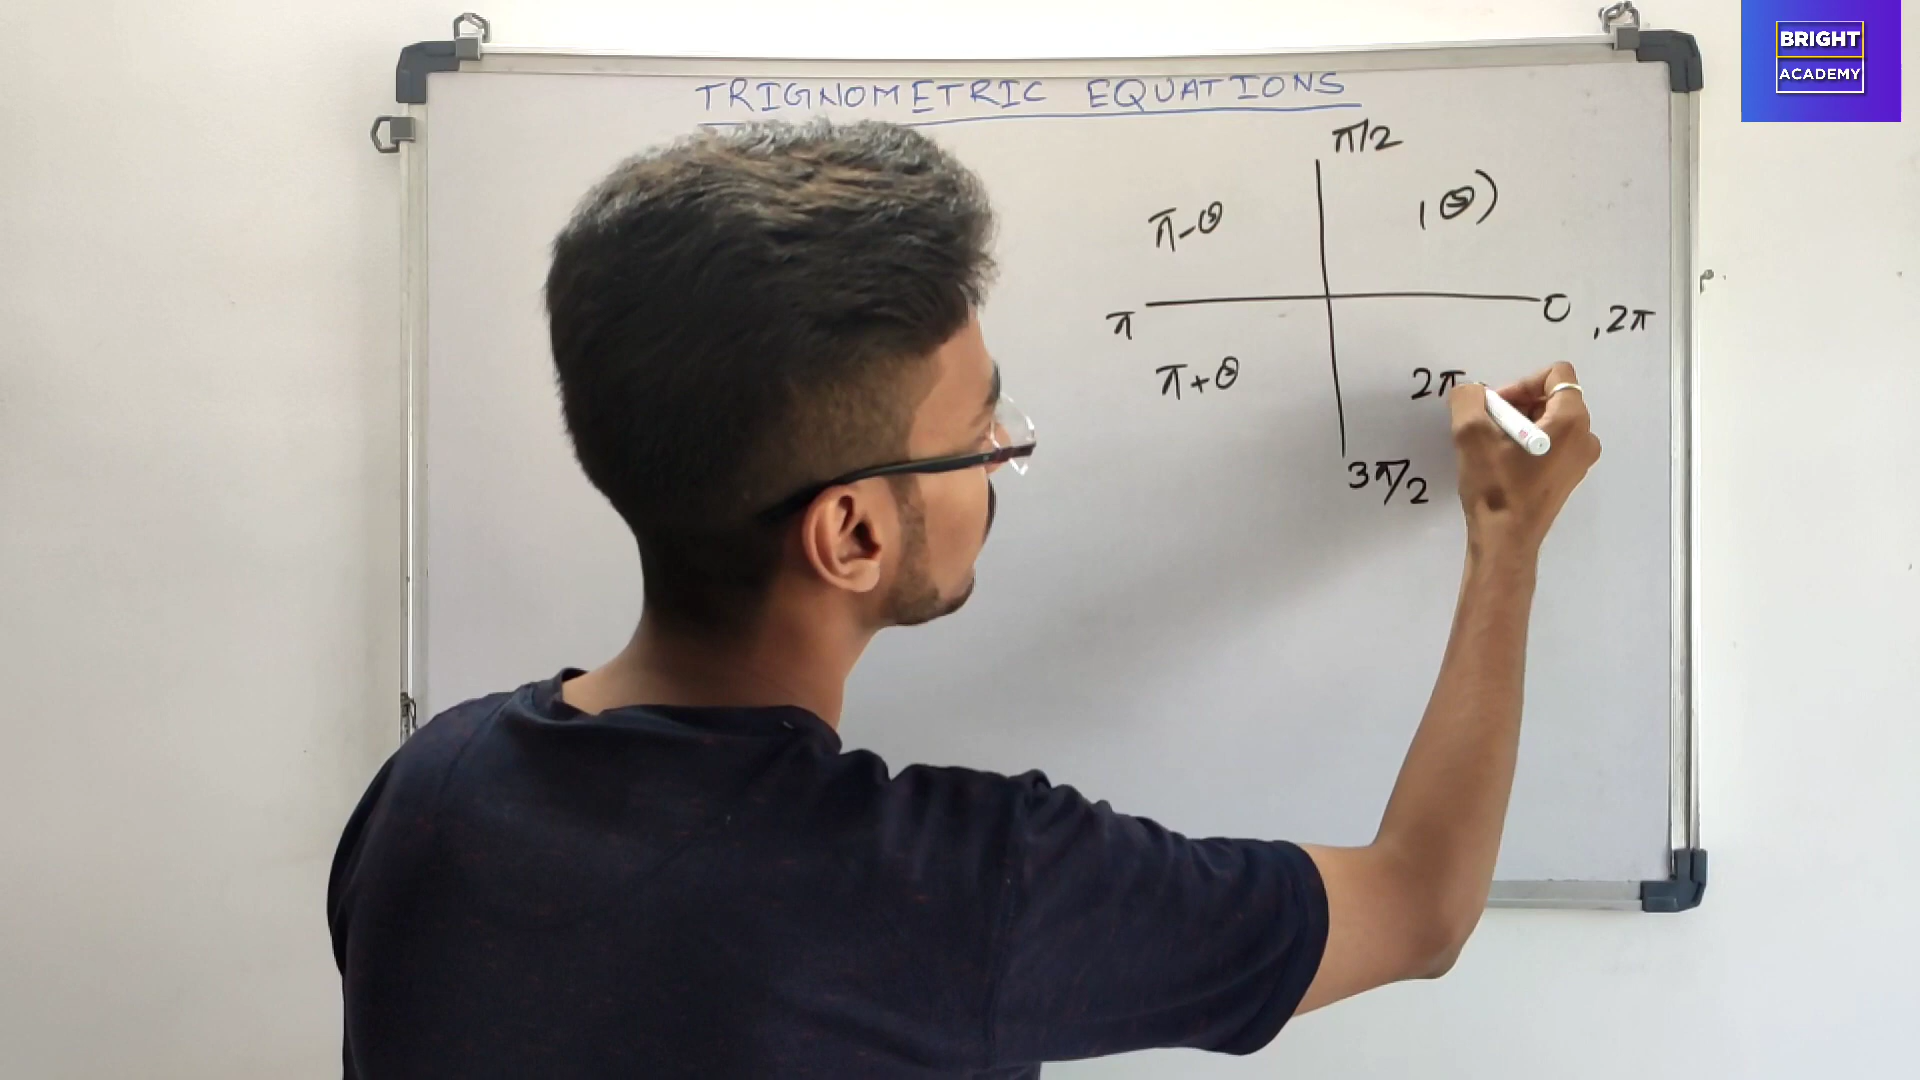 BRIGHT
ACADEMY
TRIGNOMETRIC EQUATIONS
π/2
π-θ
(θ)
π
0, 2π
π+θ
2π
3π/2